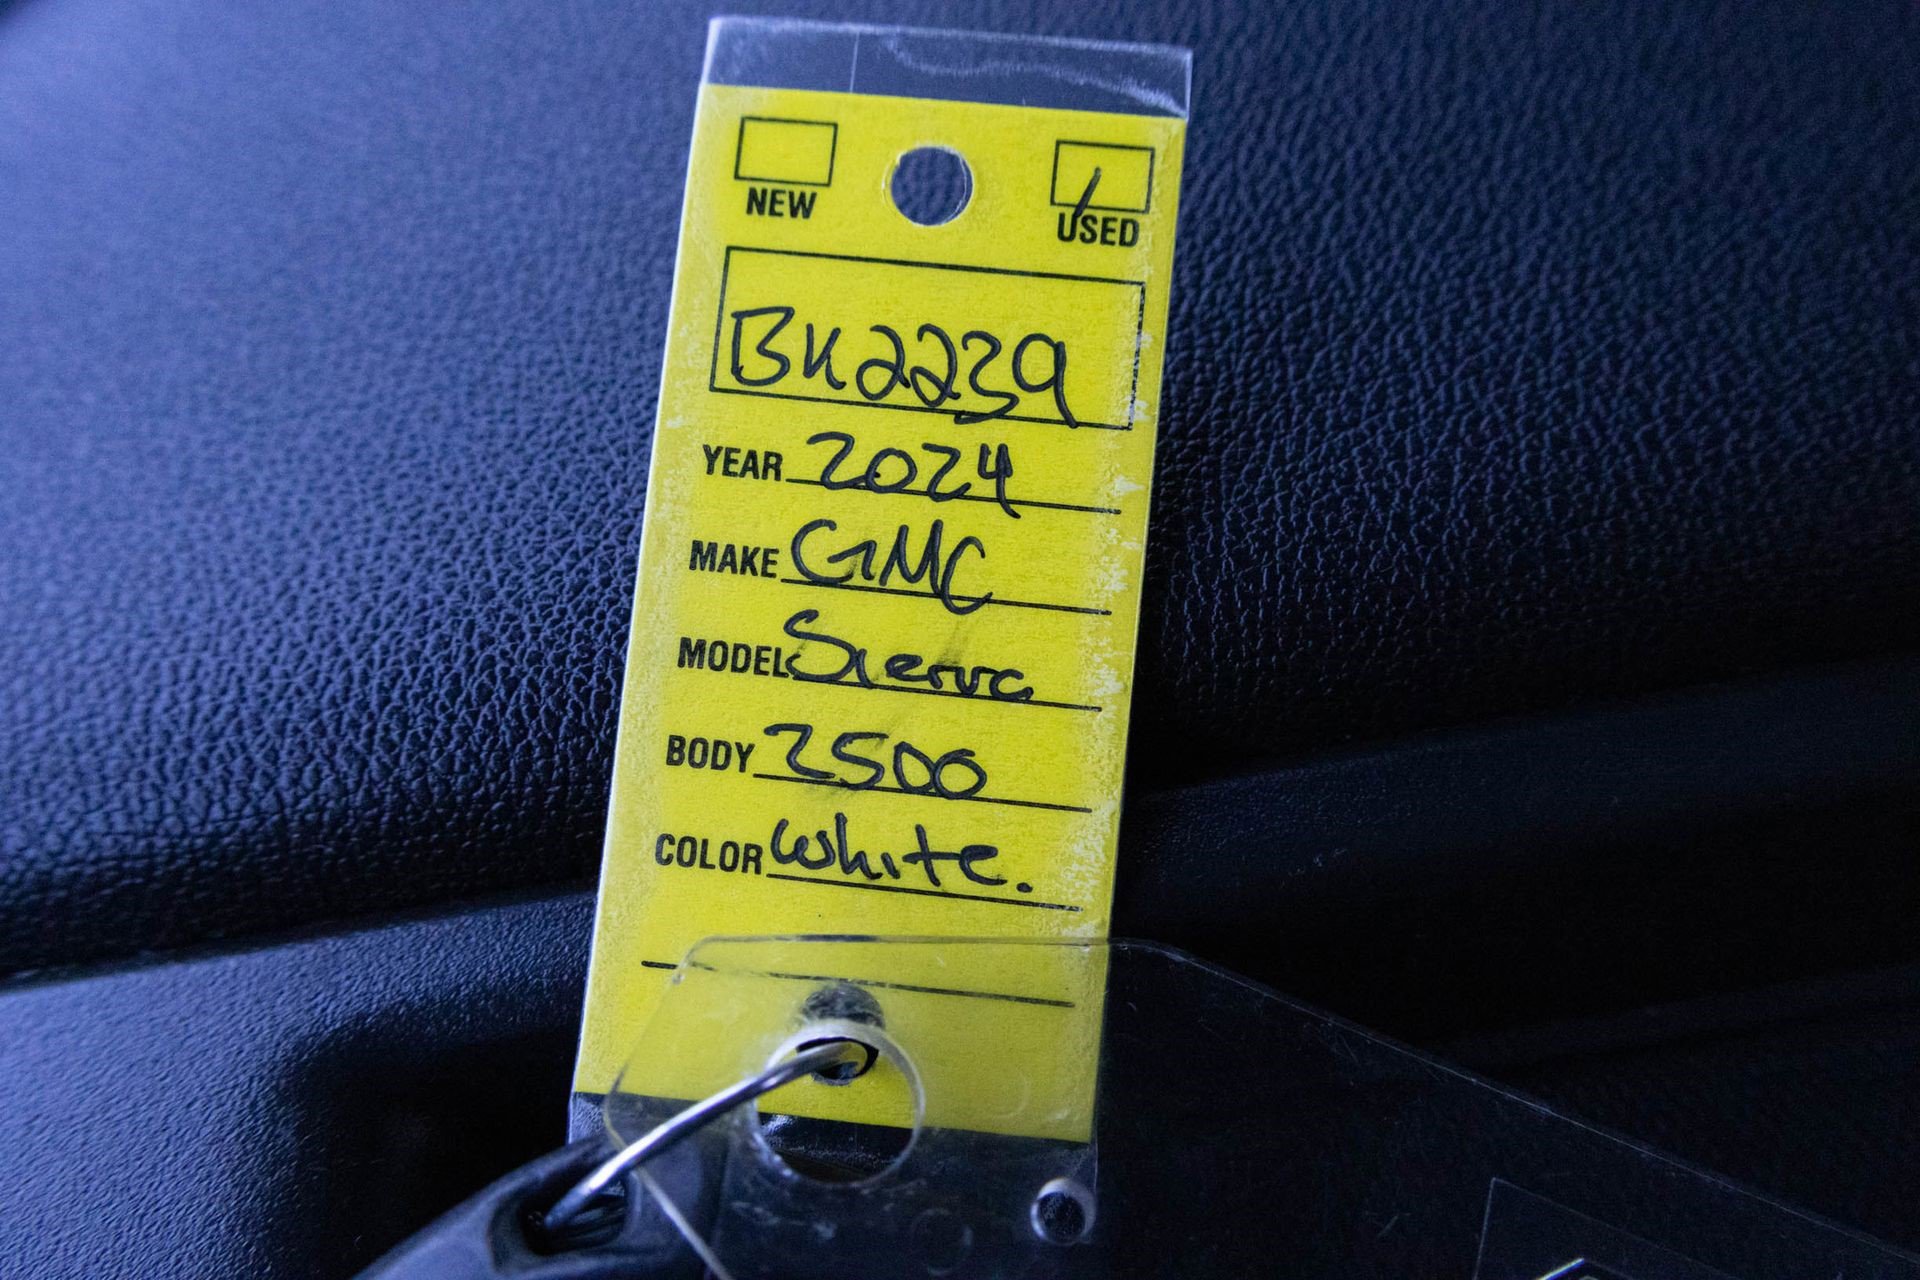 NEW USED
BK2239
YEAR 2024
MAKE GMC
MODEL Sierra
BODY 2500
COLOR white.